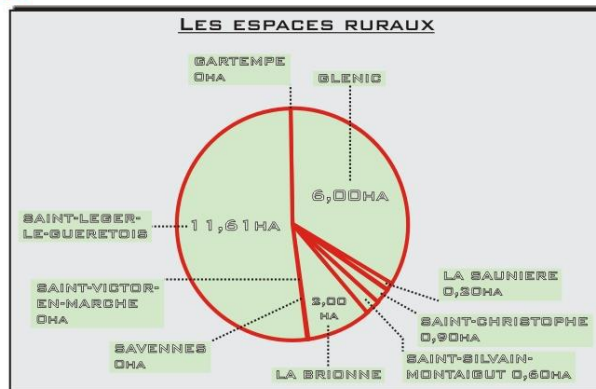 LES ESPACES RURAUX
GARTEMPE
0HA
GLENIC
6,00HA
SAINT-LEGER-
LE-GUERETOIS
11,61HA
LA SAUNIERE
0,20HA
SAINT-VICTOR-
EN-MARCHE
0HA
2,00
HA
SAINT-CHRISTOPHE
0,90HA
SAVENNES
0HA
LA BRIONNE
SAINT-SILVAIN-
MONTAIGUT 0,60HA